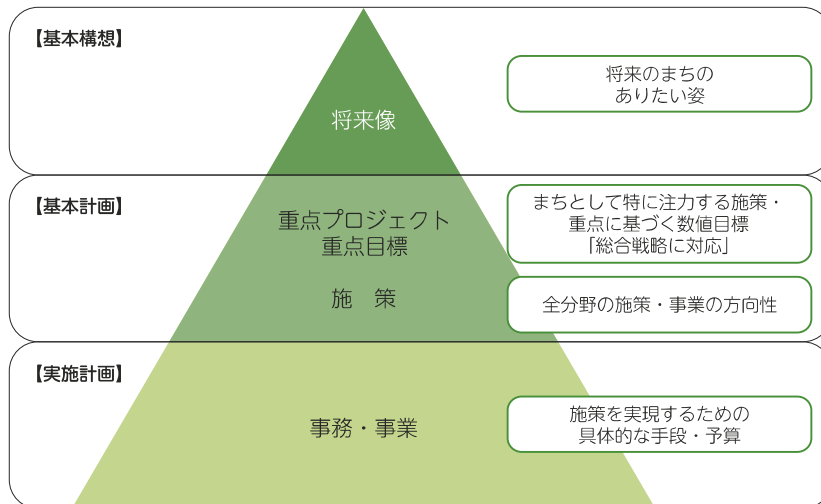 【基本構想】
将来像
将来のまちの
ありたい姿
【基本計画】
重点プロジェクト
重点目標
施　策
まちとして特に注力する施策・
重点に基づく数値目標
「総合戦略に対応」
全分野の施策・事業の方向性
【実施計画】
事務・事業
施策を実現するための
具体的な手段・予算